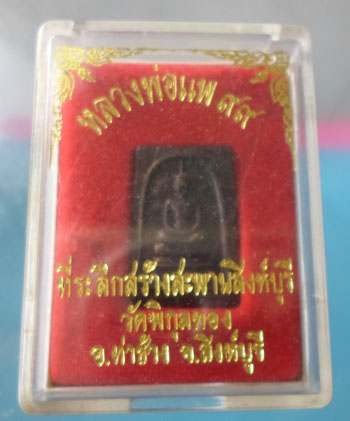 หลวงพ่อแพ ๙๙
ที่ระลึกสร้างสะพานสิงห์บุรี
วัดพิกุลทอง
อ.ท่าช้าง จ.สิงห์บุรี